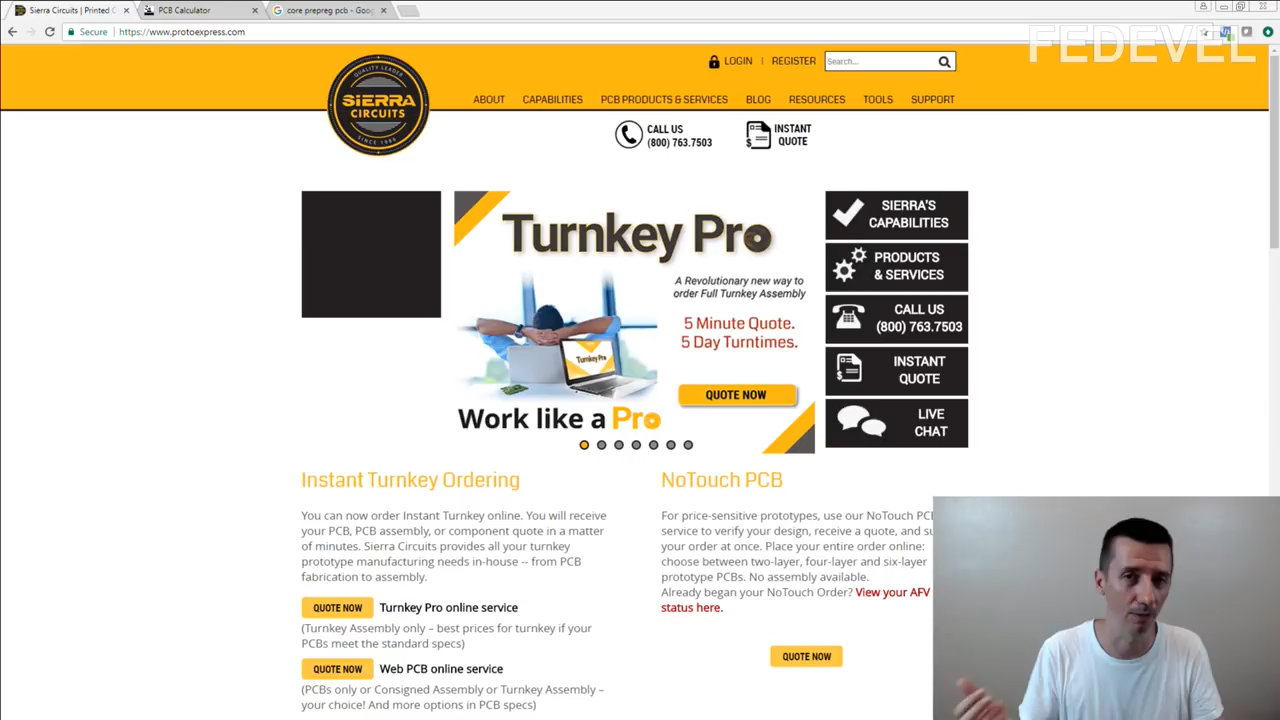 Sierra Circuits | Printed C
PCB Calculator
core prepreg pcb - Goo
Secure
https://www.protoexpress.com
FEDEVEL
LOGIN
REGISTER
Search...
QUALITY LEADER
SIERRA
CIRCUITS
SINCE 1986
ABOUT
CAPABILITIES
PCB PRODUCTS & SERVICES
BLOG
RESOURCES
TOOLS
SUPPORT
CALL US
(800) 763.7503
INSTANT
QUOTE
Turnkey Pro
A Revolutionary new way to
order Full Turnkey Assembly
5 Minute Quote.
5 Day Turntimes.
Turnkey Pro
QUOTE NOW
Work like a Pro
SIERRA'S
CAPABILITIES
PRODUCTS
& SERVICES
CALL US
(800) 763.7503
INSTANT
QUOTE
LIVE
CHAT
Instant Turnkey Ordering
You can now order Instant Turnkey online. You will receive
your PCB, PCB assembly, or component quote in a matter
of minutes. Sierra Circuits provides all your turnkey
prototype manufacturing needs in-house -- from PCB
fabrication to assembly.
QUOTE NOW
Turnkey Pro online service
(Turnkey Assembly only – best prices for turnkey if your
PCBs meet the standard specs)
QUOTE NOW
Web PCB online service
(PCBs only or Consigned Assembly or Turnkey Assembly –
your choice! And more options in PCB specs)
NoTouch PCB
For price-sensitive prototypes, use our NoTouch PC
service to verify your design, receive a quote, and su
your order at once. Place your entire order online:
choose between two-layer, four-layer and six-layer
prototype PCBs. No assembly available.
Already began your NoTouch Order? View your AFV
status here.
QUOTE NOW